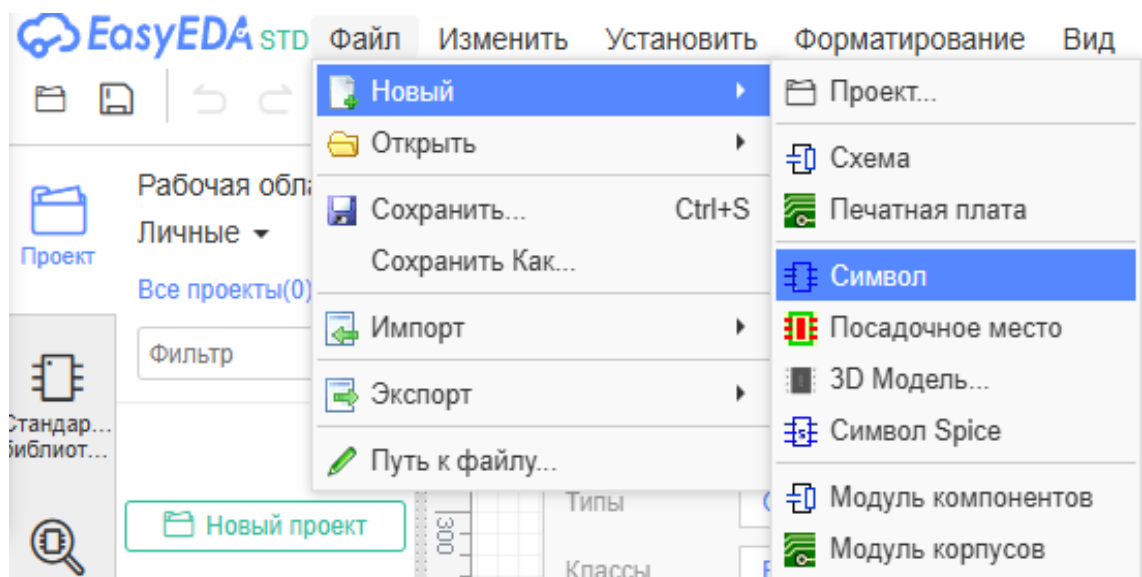 EasyEDA STD Файл Изменить Установить Форматирование Вид
Новый
Открыть
Сохранить... Ctrl+S
Сохранить Как...
Импорт
Экспорт
Путь к файлу...
Проект...
Схема
Печатная плата
Символ
Посадочное место
3D Модель...
Символ Spice
Модуль компонентов
Модуль корпусов
Проект
Стандар...
библиот...
Рабочая обла
Личные
Все проекты(0)
Фильтр
Новый проект
300
Типы
Классы